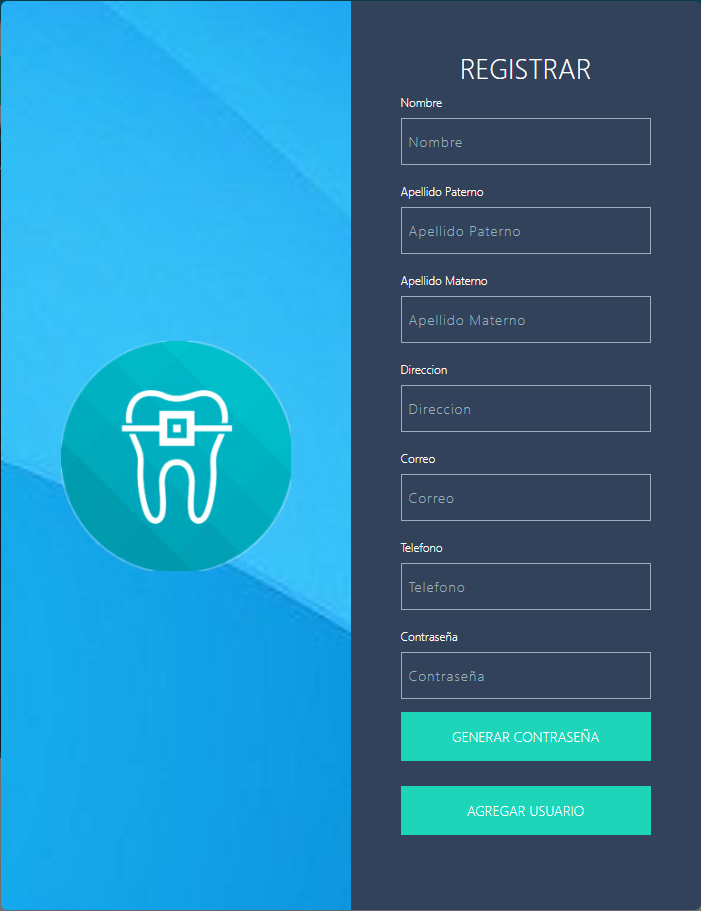 REGISTRAR
Nombre
Nombre
Apellido Paterno
Apellido Paterno
Apellido Materno
Apellido Materno
Direccion
Direccion
Correo
Correo
Telefono
Telefono
Contraseña
Contraseña
GENERAR CONTRASEÑA
AGREGAR USUARIO